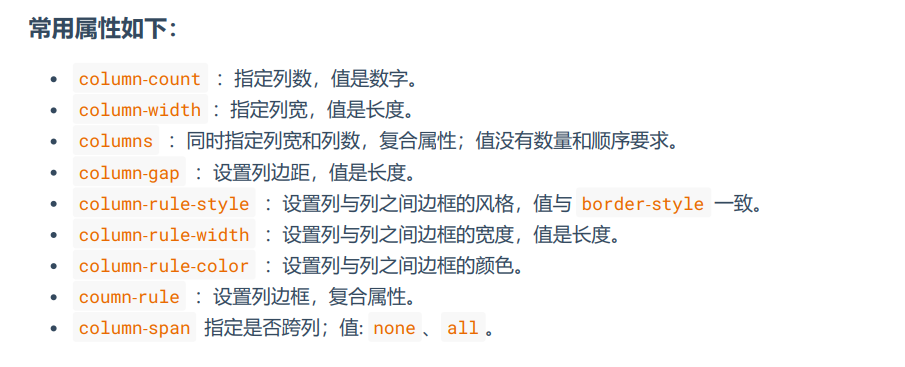 常用属性如下：
column-count ：指定列数，值是数字。
column-width ：指定列宽，值是长度。
columns ：同时指定列宽和列数，复合属性；值没有数量和顺序要求。
column-gap ：设置列边距，值是长度。
column-rule-style ：设置列与列之间边框的风格，值与 border-style 一致。
column-rule-width ：设置列与列之间边框的宽度，值是长度。
column-rule-color ：设置列与列之间边框的颜色。
coumn-rule ：设置列边框，复合属性。
column-span 指定是否跨列；值: none 、 all 。